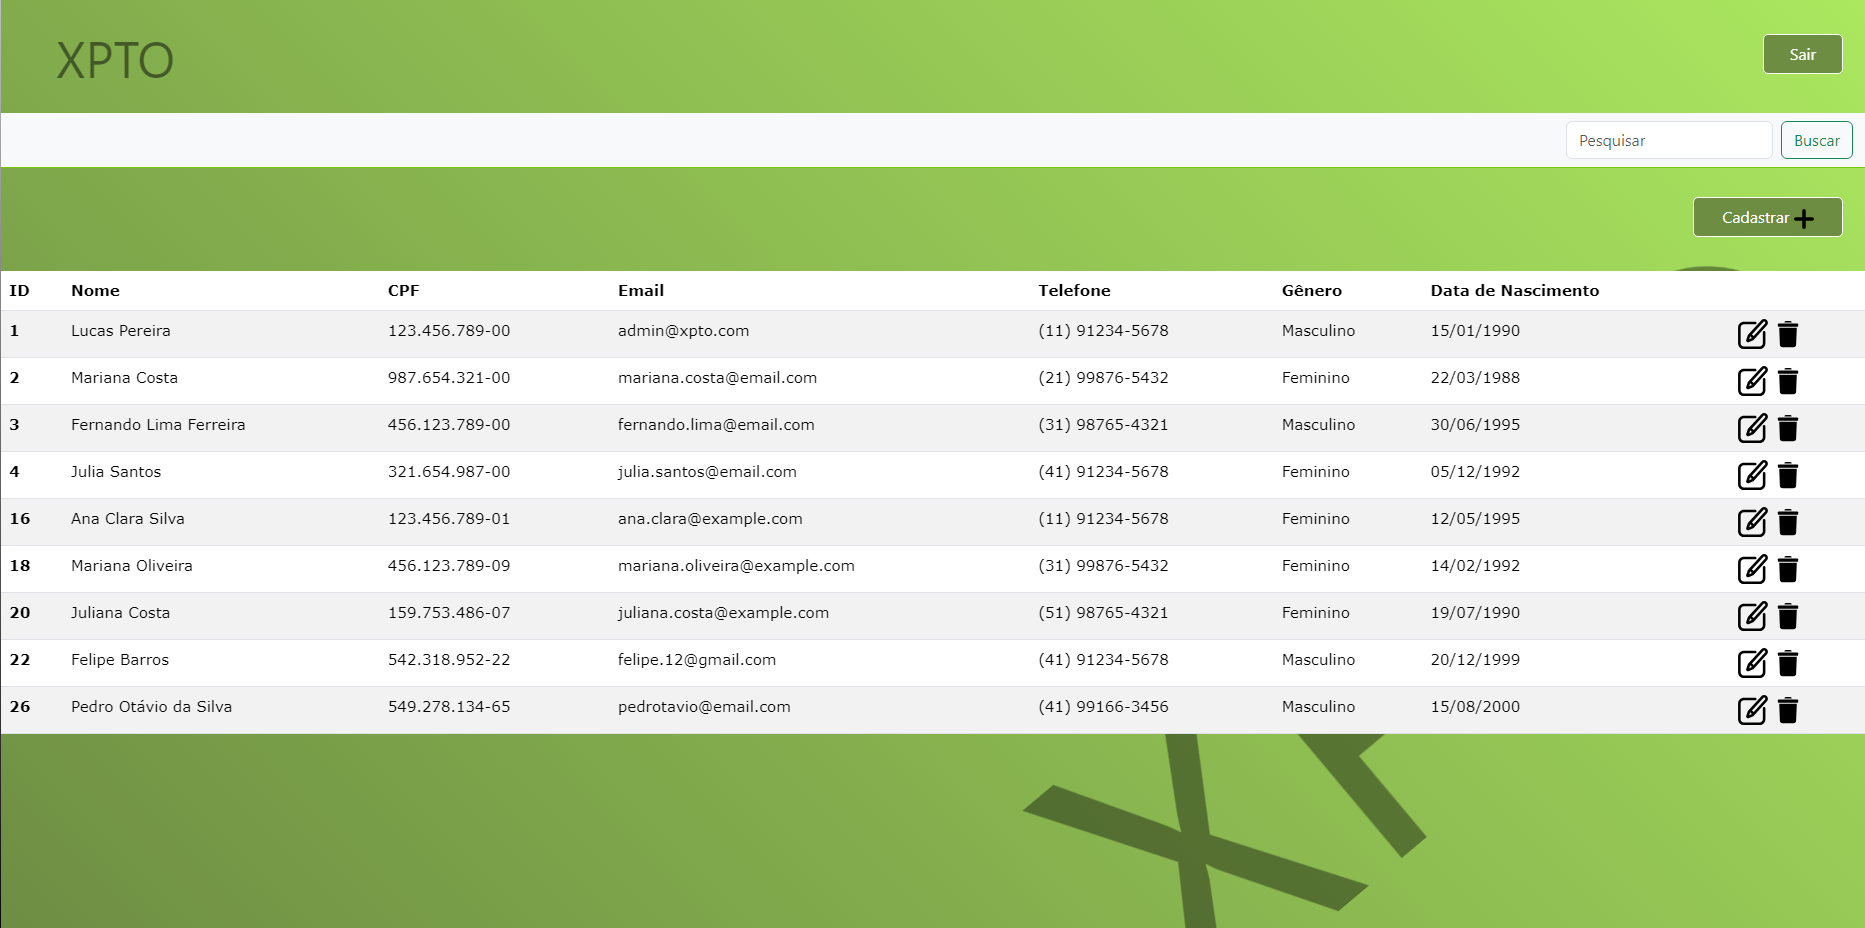 XPTO
Sair
Pesquisar Buscar
Cadastrar
ID Nome CPF Email Telefone Gênero Data de Nascimento
1 Lucas Pereira 123.456.789-00 admin@xpto.com (11) 91234-5678 Masculino 15/01/1990
2 Mariana Costa 987.654.321-00 mariana.costa@email.com (21) 99876-5432 Feminino 22/03/1988
3 Fernando Lima Ferreira 456.123.789-00 fernando.lima@email.com (31) 98765-4321 Masculino 30/06/1995
4 Julia Santos 321.654.987-00 julia.santos@email.com (41) 91234-5678 Feminino 05/12/1992
16 Ana Clara Silva 123.456.789-01 ana.clara@example.com (11) 91234-5678 Feminino 12/05/1995
18 Mariana Oliveira 456.123.789-09 mariana.oliveira@example.com (31) 99876-5432 Feminino 14/02/1992
20 Juliana Costa 159.753.486-07 juliana.costa@example.com (51) 98765-4321 Feminino 19/07/1990
22 Felipe Barros 542.318.952-22 felipe.12@gmail.com (41) 91234-5678 Masculino 20/12/1999
26 Pedro Otávio da Silva 549.278.134-65 pedrotavio@email.com (41) 99166-3456 Masculino 15/08/2000
X